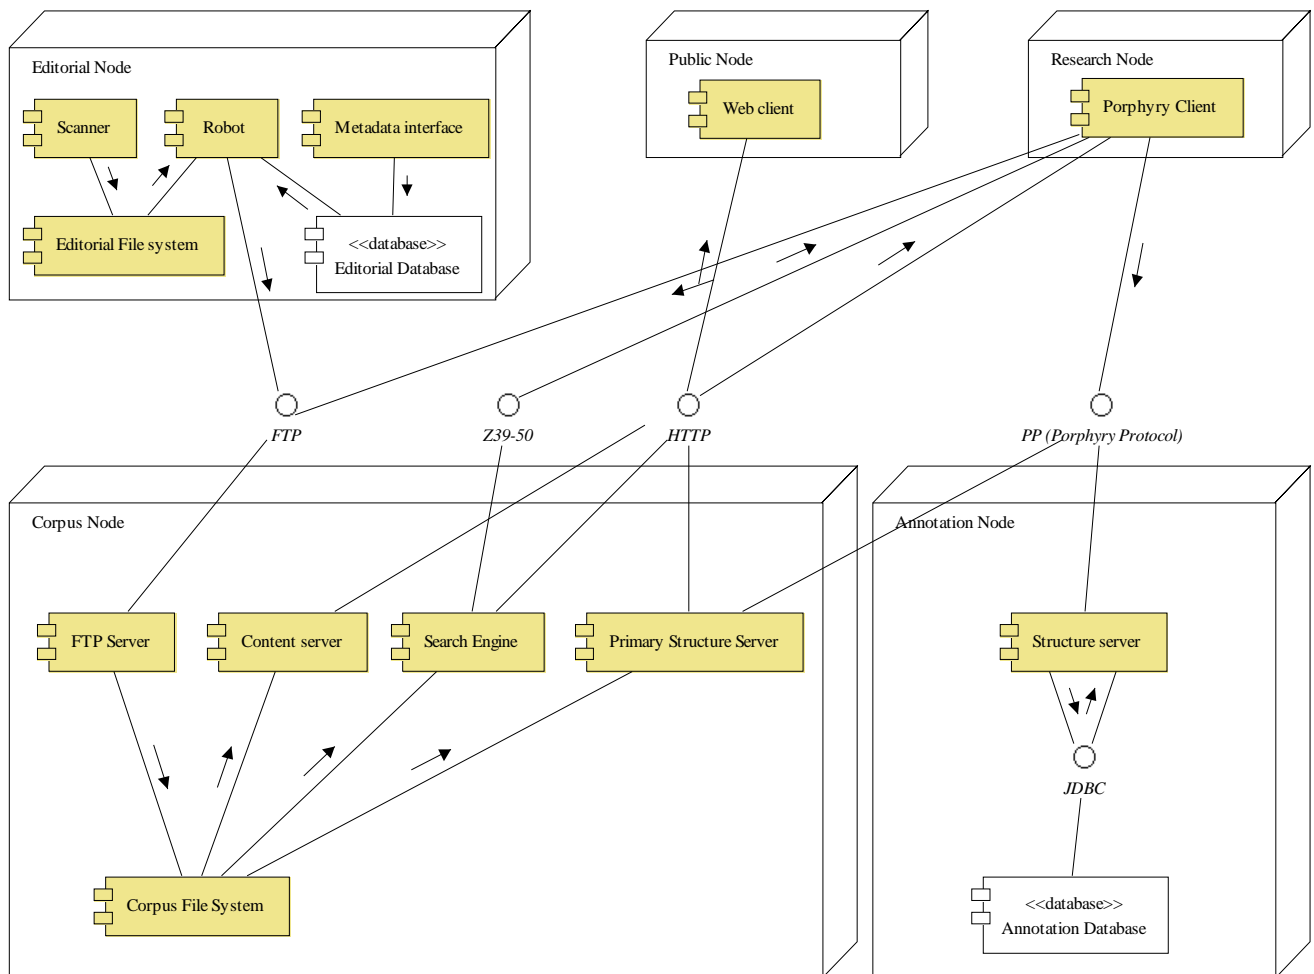 Editorial Node
Public Node
Research Node
Scanner
Robot
Metadata interface
Web client
Porphyry Client
Editorial File system
<<database>>
Editorial Database
FTP
Z39-50
HTTP
PP (Porphyry Protocol)
Corpus Node
Annotation Node
FTP Server
Content server
Search Engine
Primary Structure Server
Structure server
JDBC
Corpus File System
<<database>>
Annotation Database